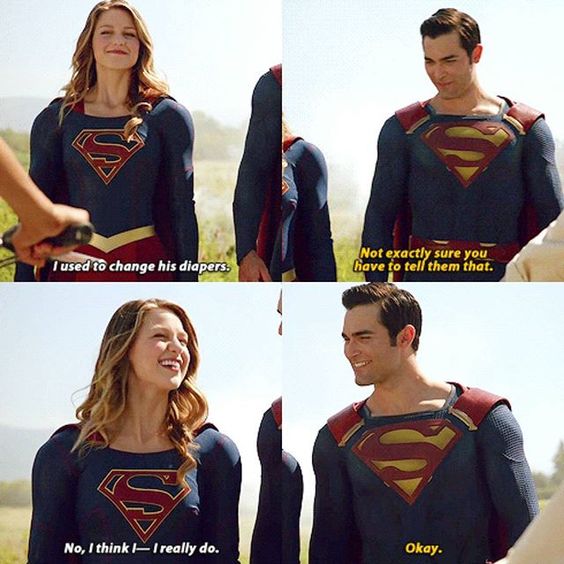 I used to change his diapers.
Not exactly sure you
have to tell them that.
No, I think I— I really do.
Okay.